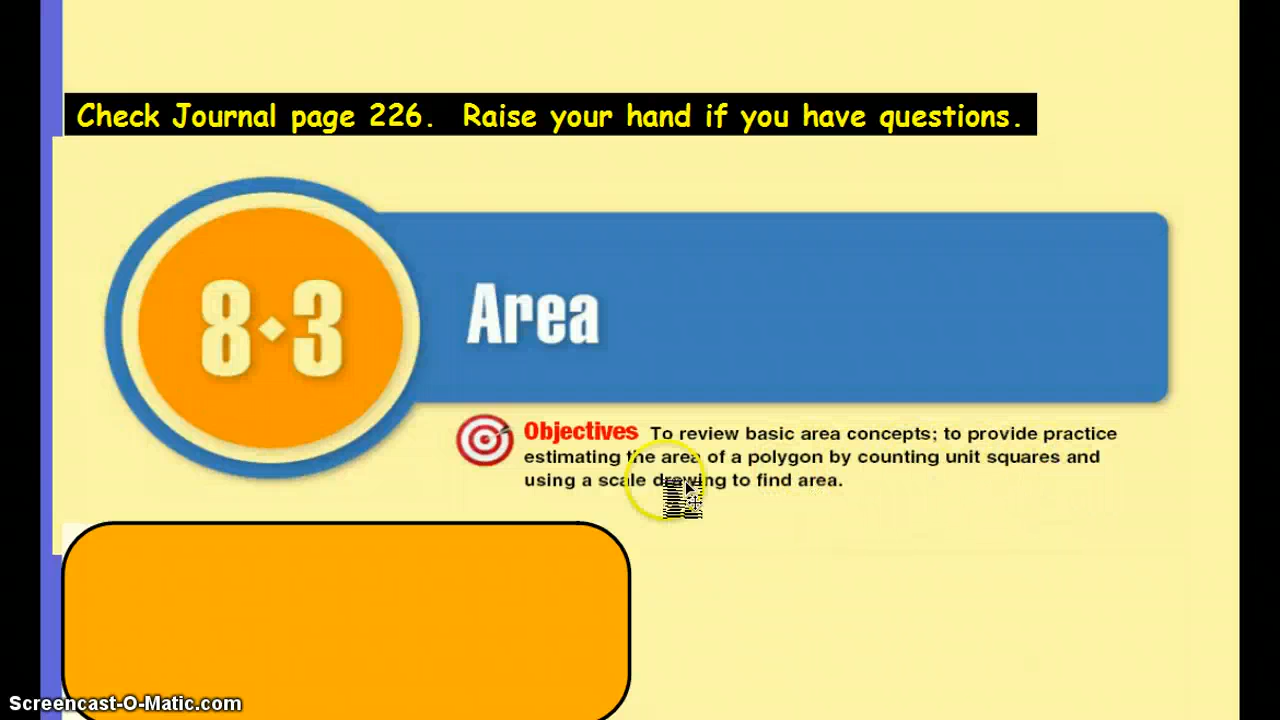 Check Journal page 226. Raise your hand if you have questions.
8•3
Area
Objectives To review basic area concepts; to provide practice
estimating the area of a polygon by counting unit squares and
using a scale drawing to find area.
Screencast-O-Matic.com